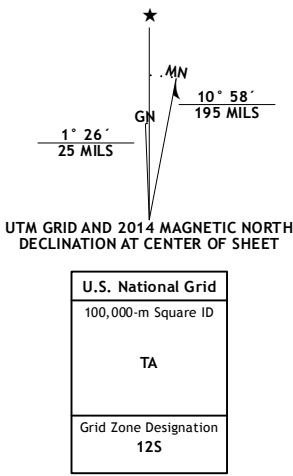 ★
MN
GN
10° 58´
195 MILS
1° 26´
25 MILS
UTM GRID AND 2014 MAGNETIC NORTH
DECLINATION AT CENTER OF SHEET
U.S. National Grid
100,000-m Square ID
TA
Grid Zone Designation
12S